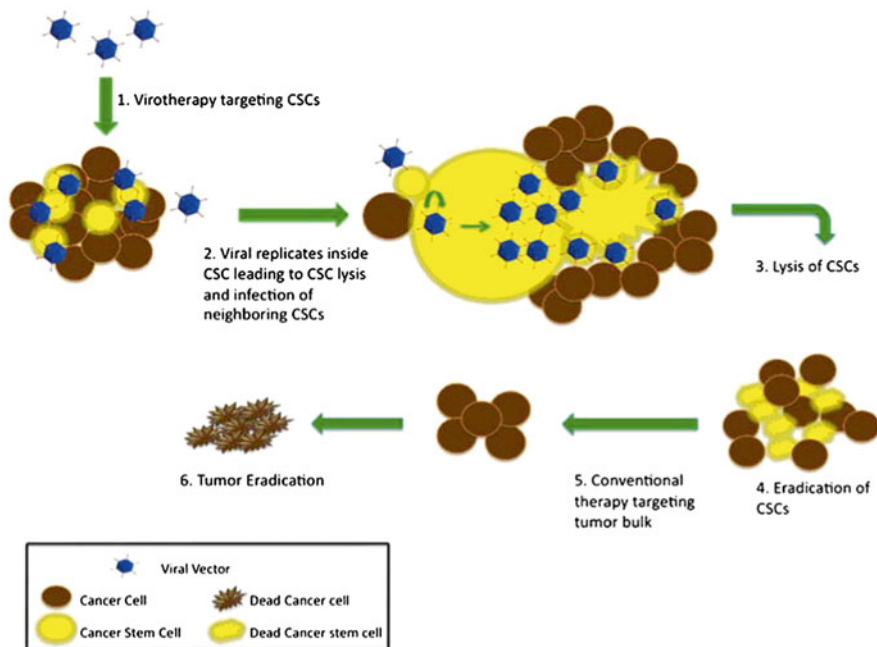 1. Virotherapy targeting CSCs
2. Viral replicates inside
CSC leading to CSC lysis
and infection of
neighboring CSCs
3. Lysis of CSCs
4. Eradication of
CSCs
5. Conventional
therapy targeting
tumor bulk
6. Tumor Eradication
Viral Vector
Cancer Cell
Dead Cancer cell
Cancer Stem Cell
Dead Cancer stem cell